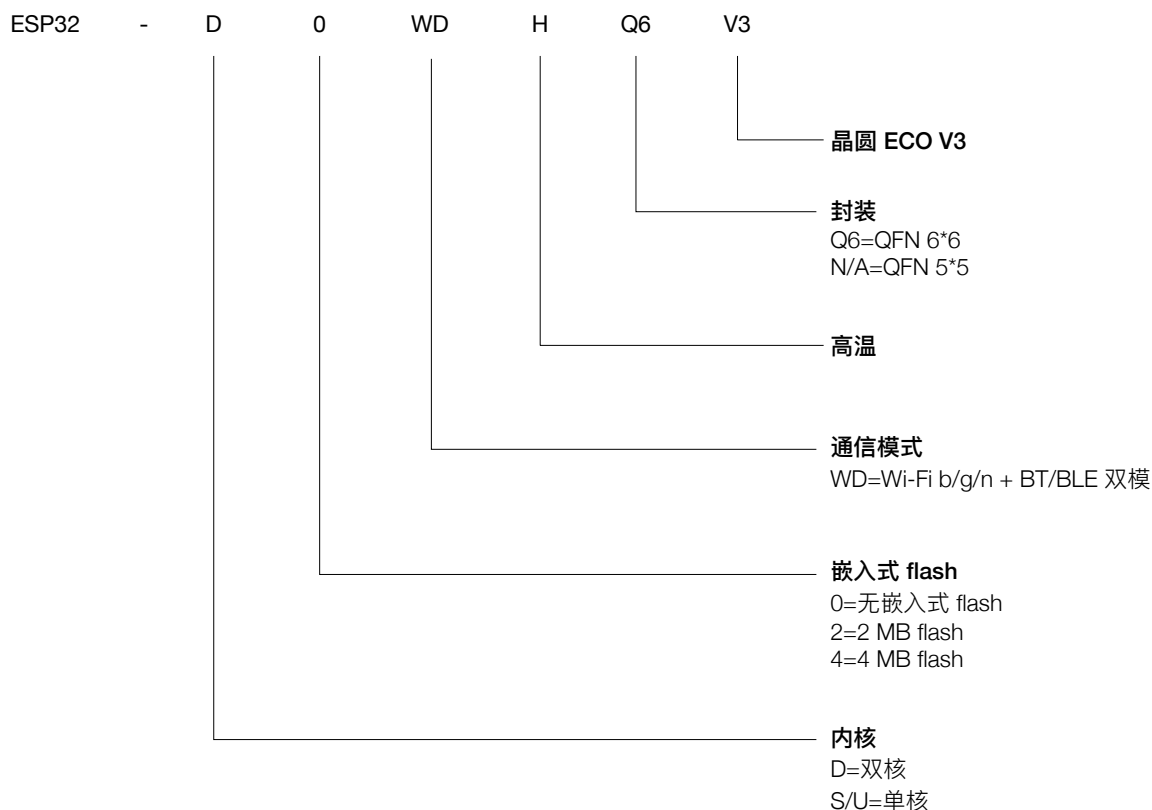 ESP32 - D 0 WD H Q6 V3
晶圆 ECO V3
封装
Q6=QFN 6*6
N/A=QFN 5*5
高温
通信模式
WD=Wi-Fi b/g/n + BT/BLE 双模
嵌入式 flash
0=无嵌入式 flash
2=2 MB flash
4=4 MB flash
内核
D=双核
S/U=单核